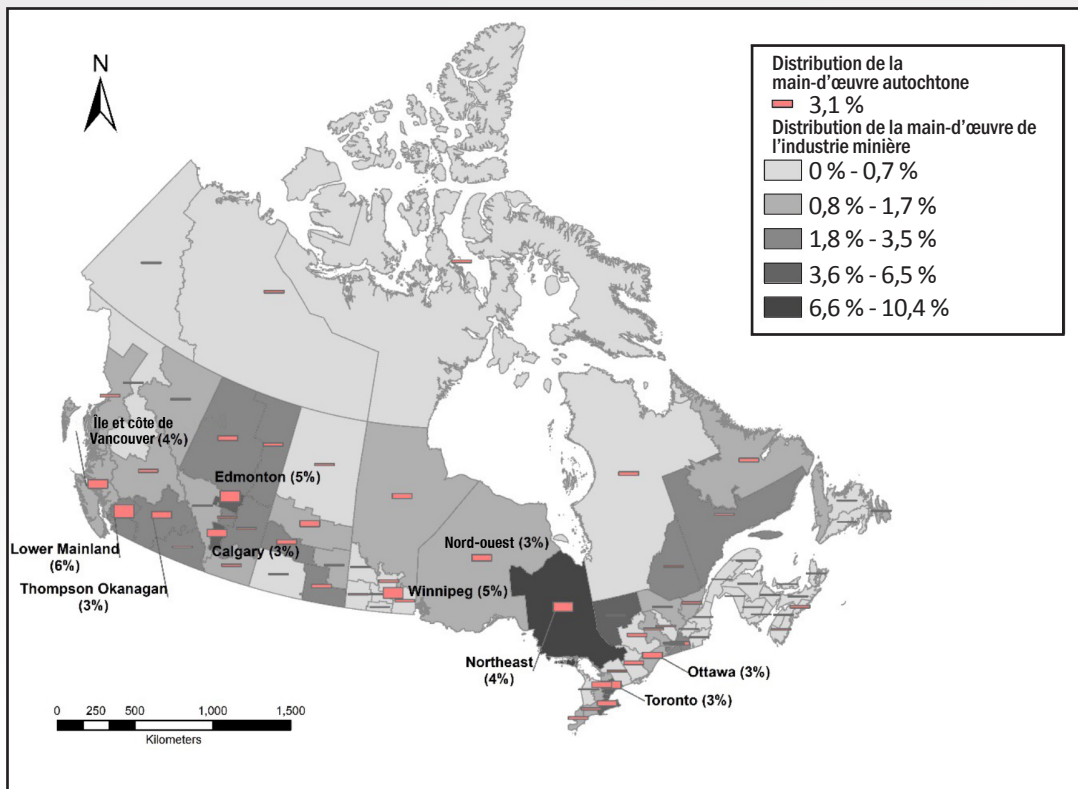 N
Distribution de la
main-d'œuvre autochtone
3,1 %
Distribution de la main-d'œuvre de
l'industrie minière
0 % - 0,7 %
0,8 % - 1,7 %
1,8 % - 3,5 %
3,6 % - 6,5 %
6,6 % - 10,4 %
Île et côte de
Vancouver (4%)
Edmonton (5%)
Lower Mainland
(6%)
Calgary (3%)
Thompson Okanagan
(3%)
Nord-ouest (3%)
Winnipeg (5%)
Northeast
(4%)
Ottawa (3%)
Toronto (3%)
0 250 500 1,000 1,500
Kilometers